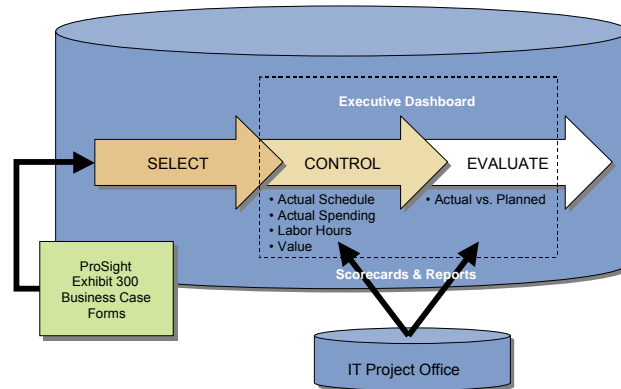 Executive Dashboard
SELECT
CONTROL
EVALUATE
• Actual Schedule
• Actual Spending
• Labor Hours
• Value
• Actual vs. Planned
Scorecards & Reports
ProSight
Exhibit 300
Business Case
Forms
IT Project Office